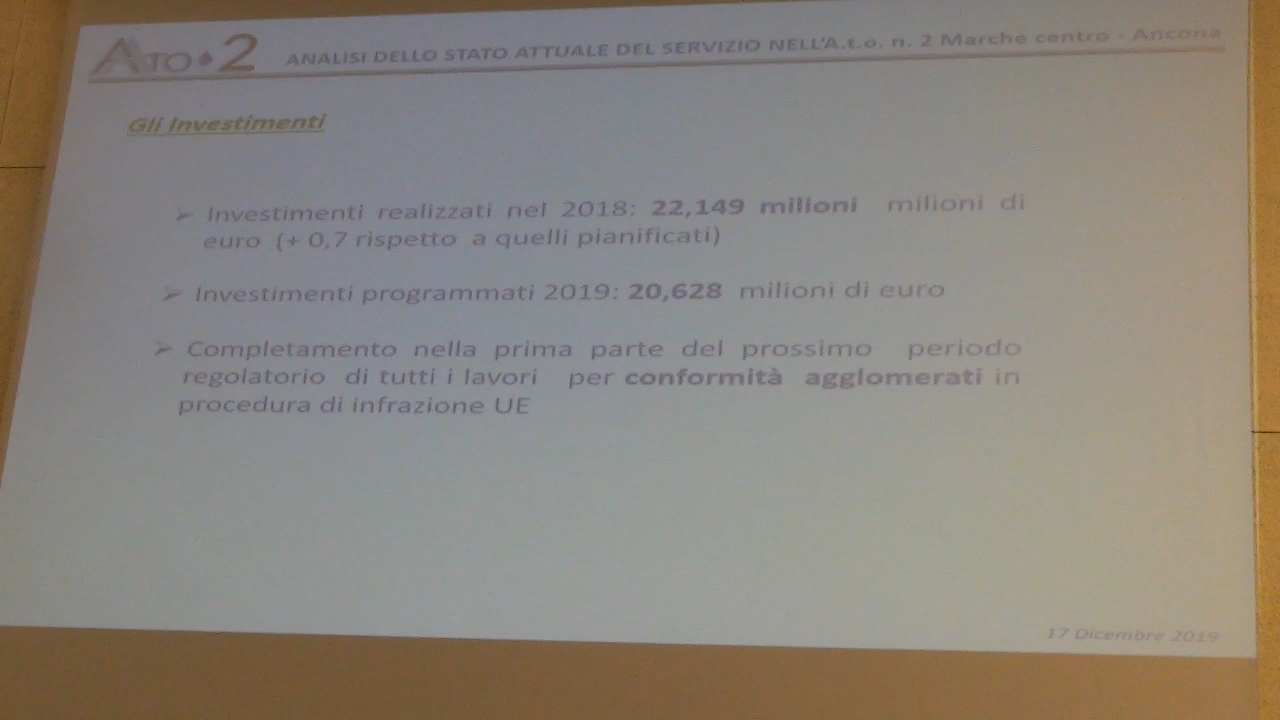 ATO•2 ANALISI DELLO STATO ATTUALE DEL SERVIZIO NELL'A.t.o. n. 2 Marche centro - Ancona
Gli Investimenti
➢ Investimenti realizzati nel 2018: 22,149 milioni milioni di
euro (+ 0,7 rispetto a quelli pianificati)
➢ Investimenti programmati 2019: 20,628 milioni di euro
➢ Completamento nella prima parte del prossimo periodo
regolatorio di tutti i lavori per conformità agglomerati in
procedura di infrazione UE
17 Dicembre 2019